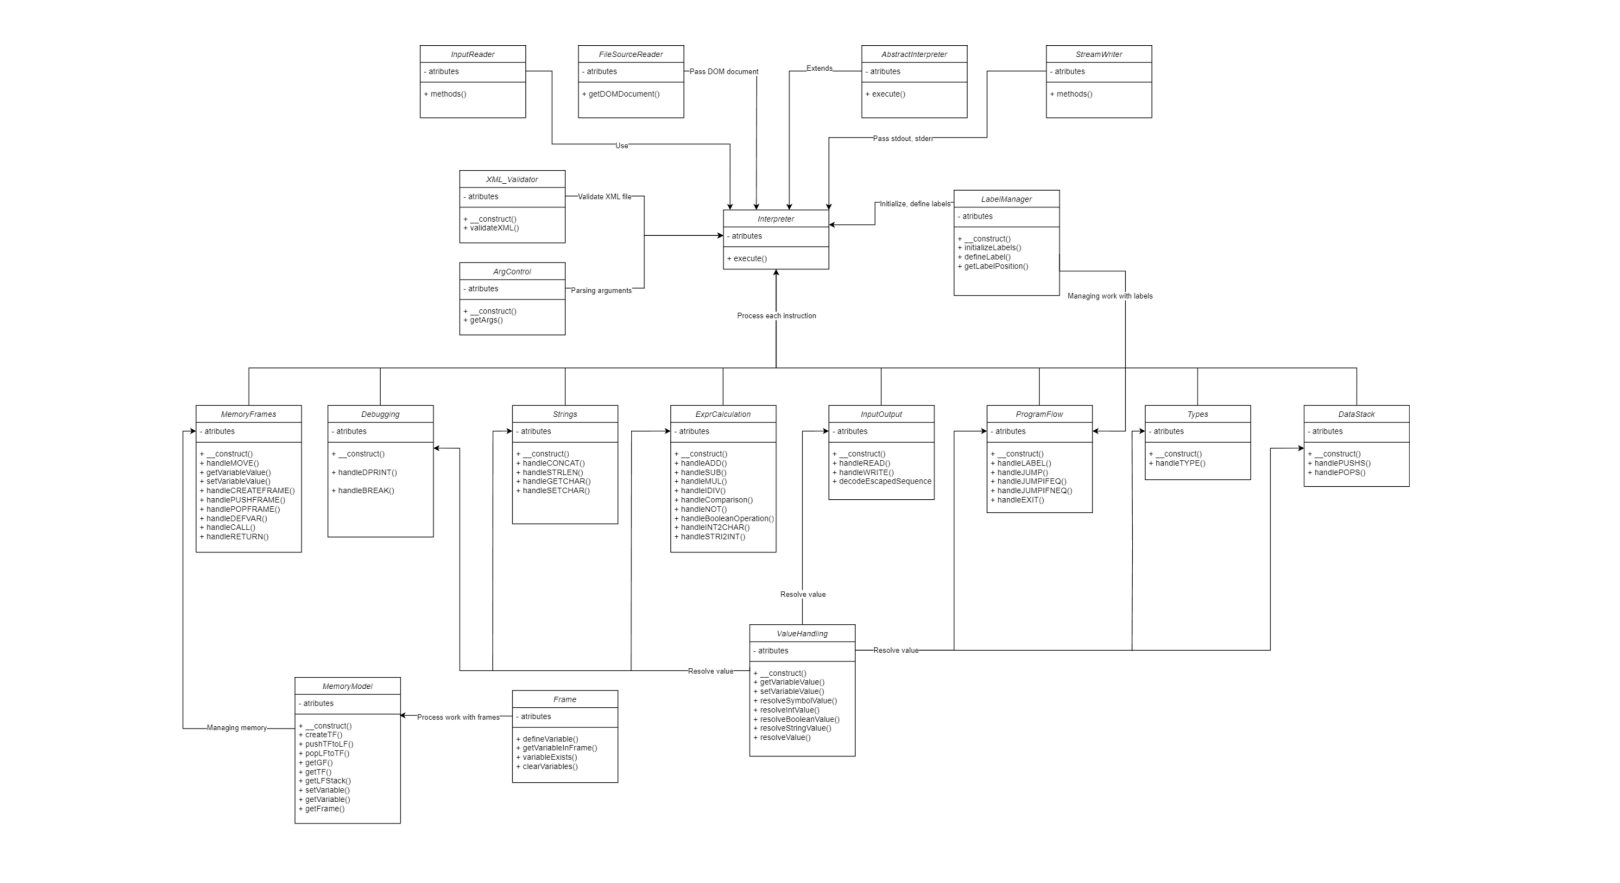 InputReader
- atributes
+ methods()
FileSourceReader
- atributes
+ getDOMDocument()
AbstractInterpreter
- atributes
+ execute()
StreamWriter
- atributes
+ methods()
Pass DOM document
Extends
Pass stdout, stderr
Use
XML_Validator
- atributes
+ __construct()
+ validateXML()
Validate XML file
Interpreter
- atributes
+ execute()
Initialize, define labels
LabelManager
- atributes
+ __construct()
+ initializeLabels()
+ defineLabel()
+ getLabelPosition()
ArgControl
- atributes
+ __construct()
+ getArgs()
Parsing arguments
Managing work with labels
Process each Instruction
MemoryFrames
- atributes
+ __construct()
+ handleMOVE()
+ getVariableValue()
+ setVariableValue()
+ handleCREATEFRAME()
+ handlePUSHFRAME()
+ handlePOPFRAME()
+ handleDEFVAR()
+ handleCALL()
+ handleRETURN()
Debugging
- atributes
+ __construct()
+ handleDPRINT()
+ handleBREAK()
Strings
- atributes
+ __construct()
+ handleCONCAT()
+ handleSTRLEN()
+ handleGETCHAR()
+ handleSETCHAR()
ExprCalculation
- atributes
+ __construct()
+ handleADD()
+ handleSUB()
+ handleMUL()
+ handleIDIV()
+ handleComparison()
+ handleNOT()
+ handleBooleanOperation()
+ handleINT2CHAR()
+ handleSTRI2INT()
InputOutput
- atributes
+ __construct()
+ handleREAD()
+ handleWRITE()
+ decodeEscapedSequence
ProgramFlow
- atributes
+ __construct()
+ handleLABEL()
+ handleJUMP()
+ handleJUMPIFEQ()
+ handleJUMPIFNEQ()
+ handleEXIT()
Types
- atributes
+ __construct()
+ handleTYPE()
DataStack
- atributes
+ __construct()
+ handlePUSHS()
+ handlePOPS()
Resolve value
ValueHandling
- atributes
+ __construct()
+ getVariableValue()
+ setVariableValue()
+ resolveSymbolValue()
+ resolveIntValue()
+ resolveBooleanValue()
+ resolveStringValue()
+ resolveValue()
Resolve value
Resolve value
MemoryModel
- atributes
+ __construct()
+ createTF()
+ pushTFtoLF()
+ popLFtoTF()
+ getGF()
+ getTF()
+ getLFStack()
+ setVariable()
+ getVariable()
+ getFrame()
Managing memory
Process work with frames
Frame
- atributes
+ defineVariable()
+ getVariableInFrame()
+ variableExists()
+ clearVariables()